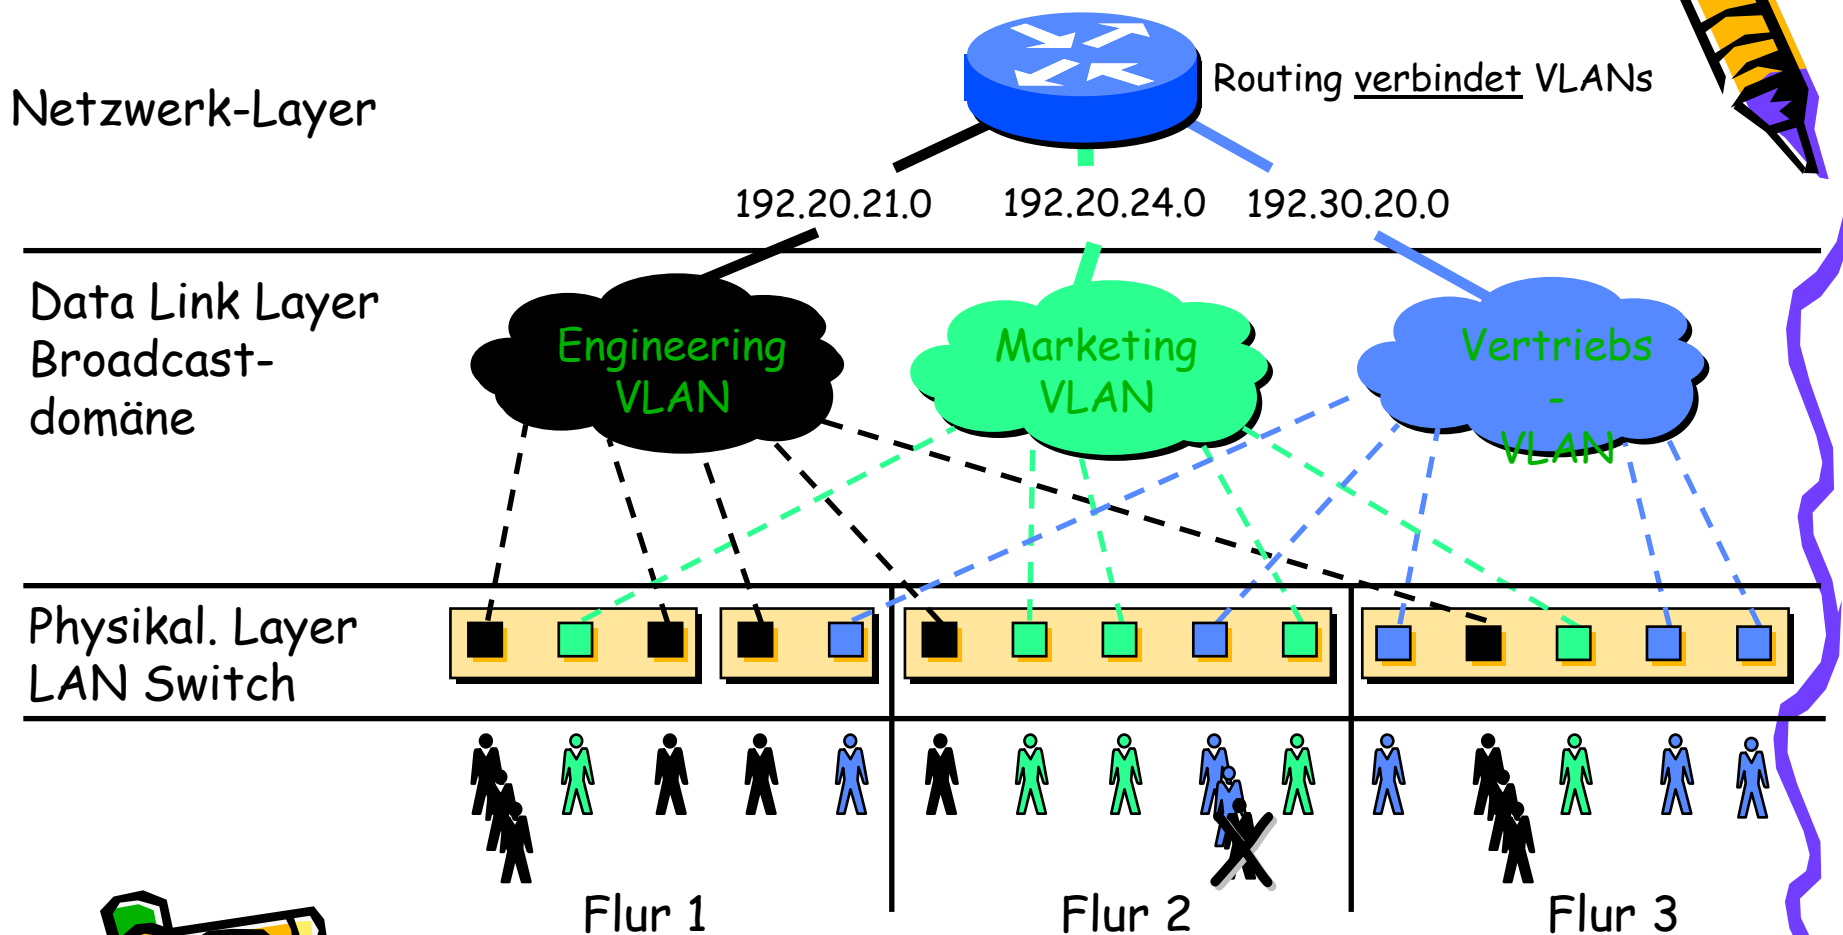 Routing verbindet VLANs
Netzwerk-Layer
192.20.21.0
192.20.24.0
192.30.20.0
Data Link Layer
Broadcast-
domäne
Engineering
VLAN
Marketing
VLAN
Vertriebs
-
VLAN
Physikal. Layer
LAN Switch
Flur 1
Flur 2
Flur 3